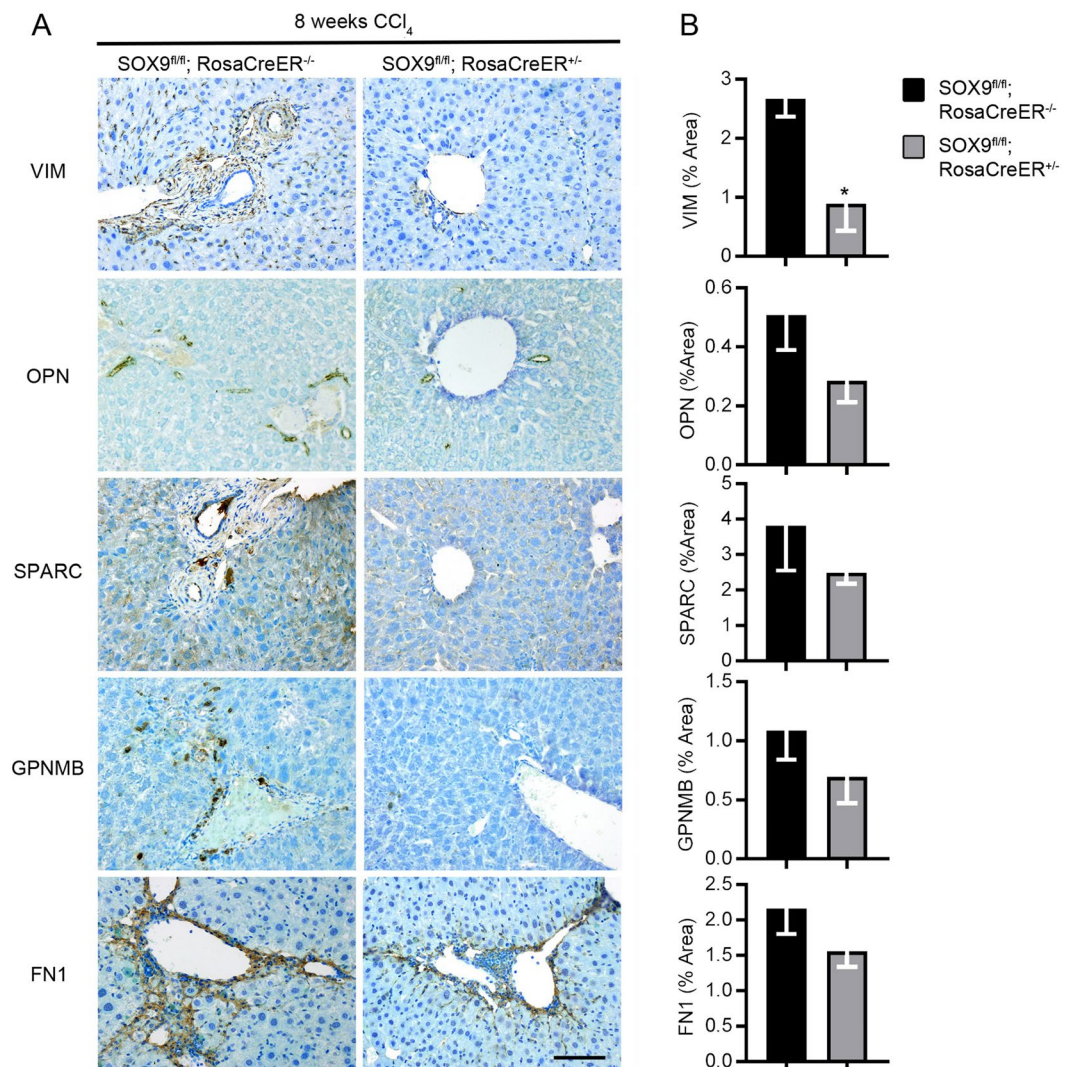 A
8 weeks CCl4
SOX9fl/fl; RosaCreER-/-
SOX9fl/fl; RosaCreER+/-
VIM
OPN
SPARC
GPNMB
FN1
B
SOX9fl/fl;
RosaCreER-/-
SOX9fl/fl;
RosaCreER+/-
VIM (% Area)
3
2
1
0
*
OPN (%Area)
0.6
0.4
0.2
0.0
SPARC (%Area)
5
4
3
2
1
0
GPNMB (% Area)
1.5
1.0
0.5
0.0
FN1 (% Area)
2.5
2.0
1.5
1.0
0.5
0.0